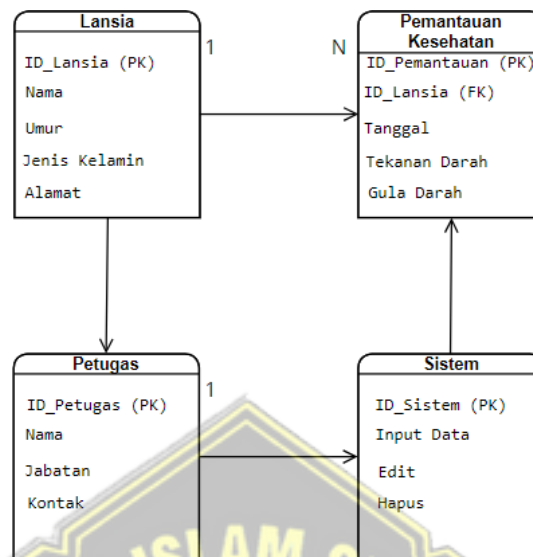 Lansia
ID_Lansia (PK)
Nama
Umur
Jenis Kelamin
Alamat
1
N
Pemantauan
Kesehatan
ID_Pemantauan (PK)
ID_Lansia (FK)
Tanggal
Tekanan Darah
Gula Darah
Petugas
ID_Petugas (PK)
Nama
Jabatan
Kontak
1
Sistem
ID_Sistem (PK)
Input Data
Edit
Hapus
ISLAM